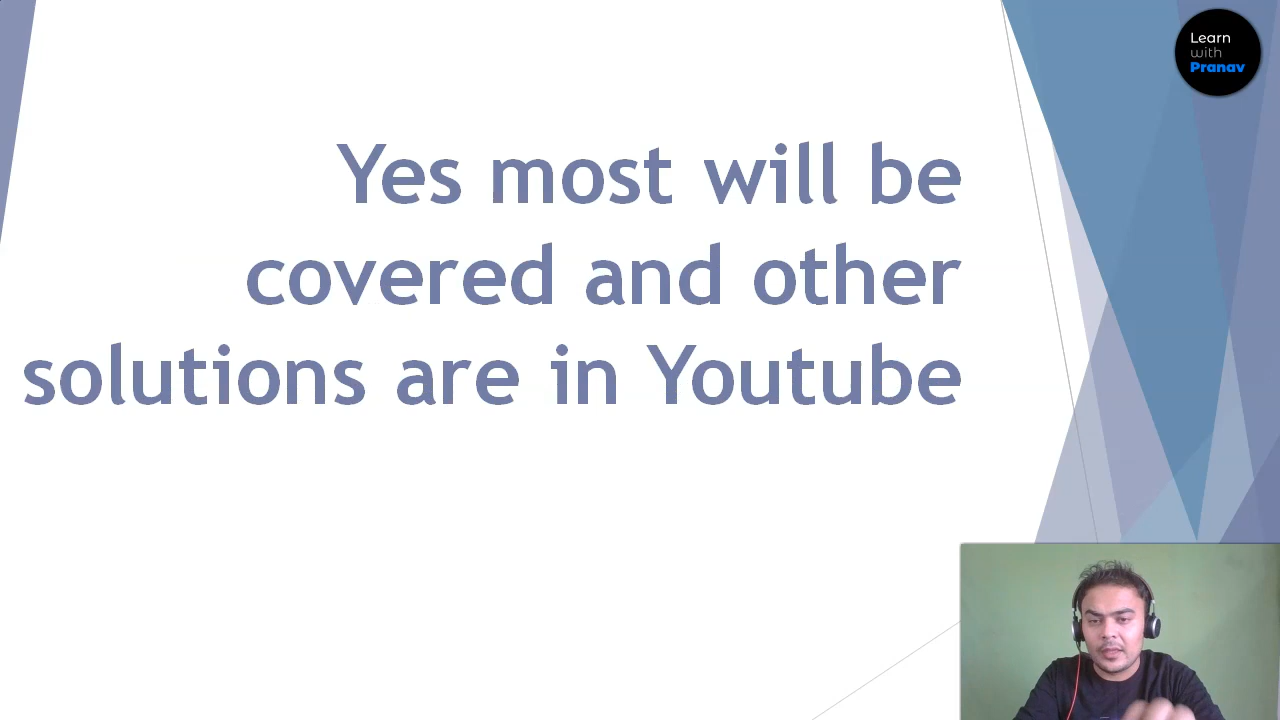 Learn
with
Pranav
Yes most will be
covered and other
solutions are in Youtube